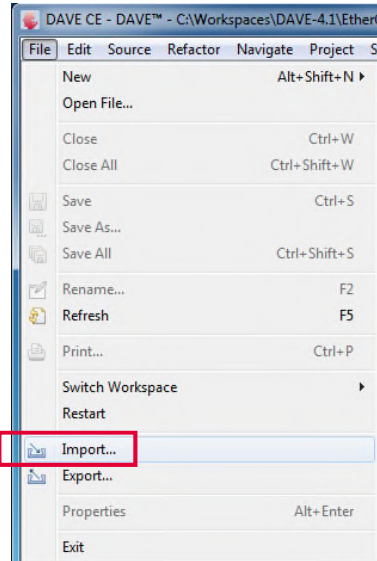 DAVE CE - DAVE™ - C:\Workspaces\DAVE-4.1\Ether
File Edit Source Refactor Navigate Project
New Alt+Shift+N
Open File...
Close Ctrl+W
Close All Ctrl+Shift+W
Save Ctrl+S
Save As...
Save All Ctrl+Shift+S
Rename... F2
Refresh F5
Print... Ctrl+P
Switch Workspace
Restart
Import...
Export...
Properties Alt+Enter
Exit